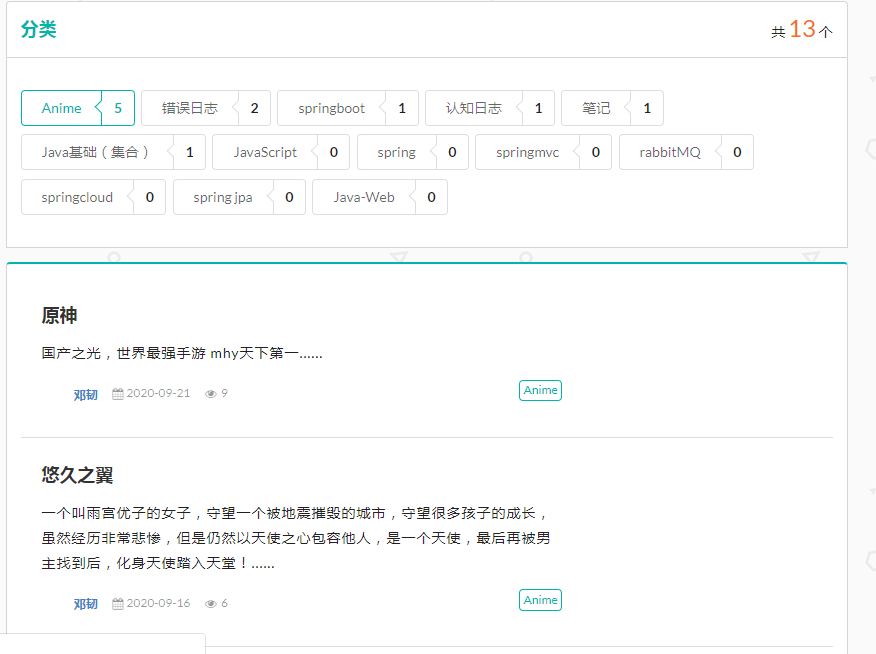 分类 共 13 个
Anime 5 错误日志 2 springboot 1 认知日志 1 笔记 1
Java基础（集合） 1 JavaScript 0 spring 0 springmvc 0 rabbitMQ 0
springcloud 0 spring jpa 0 Java-Web 0
原神
国产之光，世界最强手游 mhy天下第一......
邓韧 2020-09-21 9 Anime
悠久之翼
一个叫雨宫优子的女子，守望一个被地震摧毁的城市，守望很多孩子的成长，
虽然经历非常悲惨，但是仍然以天使之心包容他人，是一个天使，最后再被男
主找到后，化身天使踏入天堂！......
邓韧 2020-09-16 6 Anime